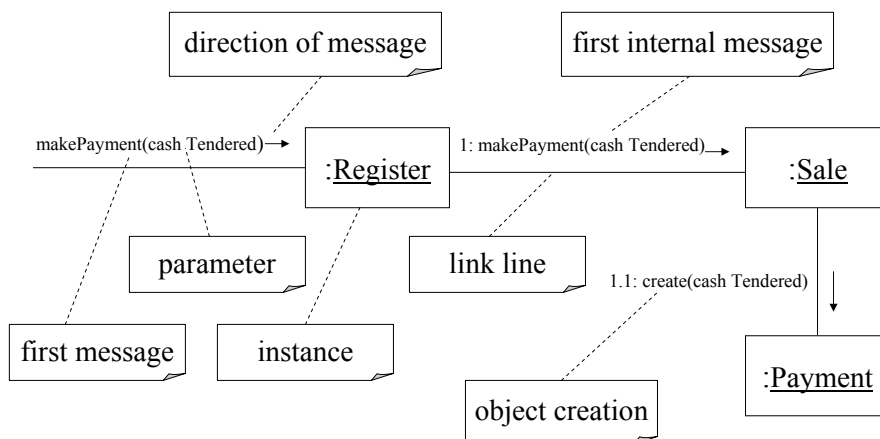 direction of message
first internal message
makePayment(cash Tendered)
:Register
1: makePayment(cash Tendered)
:Sale
parameter
link line
1.1: create(cash Tendered)
first message
instance
:Payment
object creation